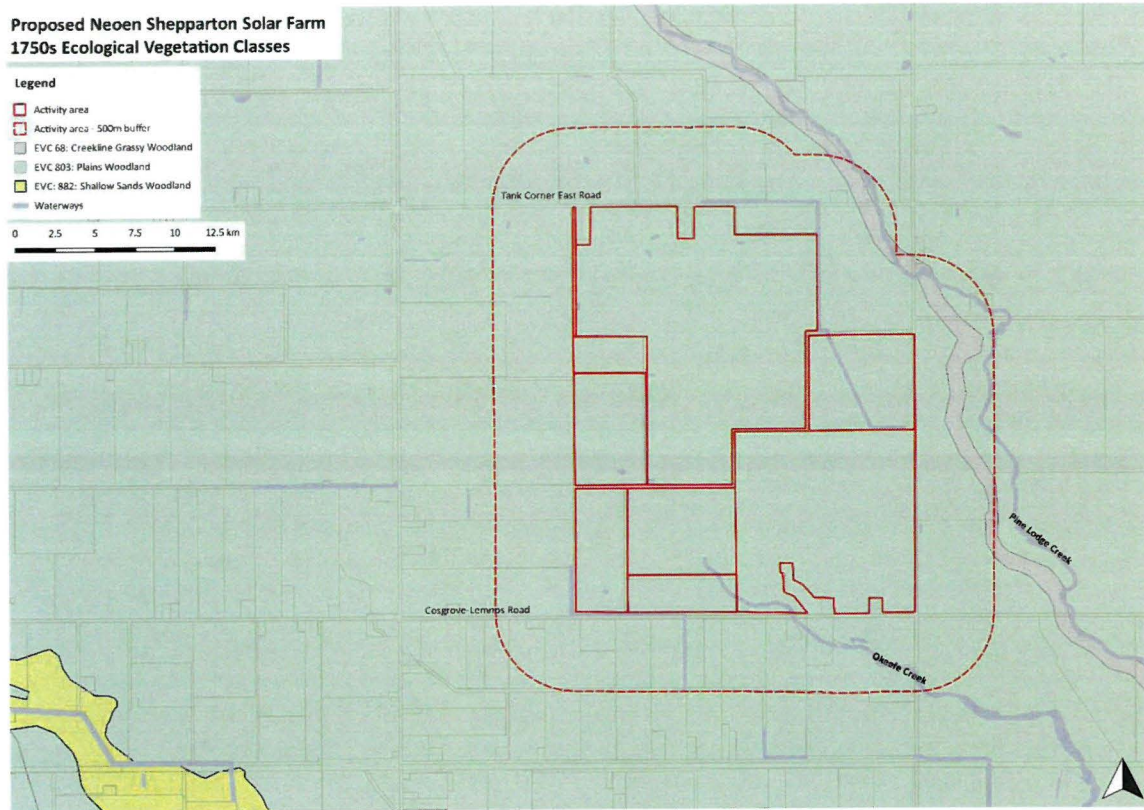 Proposed Neoen Shepparton Solar Farm
1750s Ecological Vegetation Classes
Legend
Activity area
Activity area - 500m buffer
EVC 68: Creekline Grassy Woodland
EVC 803: Plains Woodland
EVC: 882: Shallow Sands Woodland
Waterways
0 2.5 5 7.5 10 12.5 km
Tank Corner East Road
Pine Lodge Creek
Cosgrove-Lemnos Road
Okeefe Creek